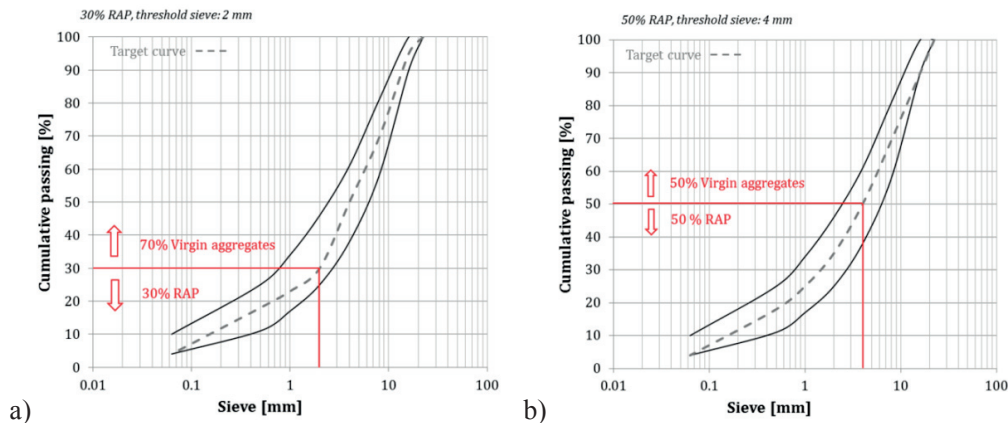 30% RAP, threshold sieve: 2 mm
100
90
80
70
60
50
40
30
20
10
0
Cumulative passing [%]
Target curve
70% Virgin aggregates
30% RAP
0.01
0.1
1
10
100
Sieve [mm]
a)
50% RAP, threshold sieve: 4 mm
100
90
80
70
60
50
40
30
20
10
0
Cumulative passing [%]
Target curve
50% Virgin aggregates
50 % RAP
0.01
0.1
1
10
100
Sieve [mm]
b)